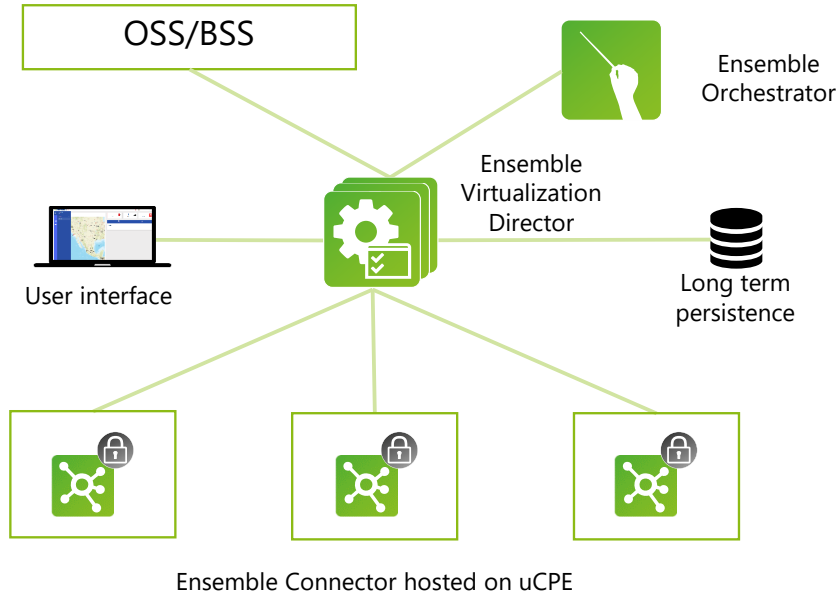 OSS/BSS
Ensemble
Orchestrator
Ensemble
Virtualization
Director
User interface
Long term
persistence
Ensemble Connector hosted on uCPE